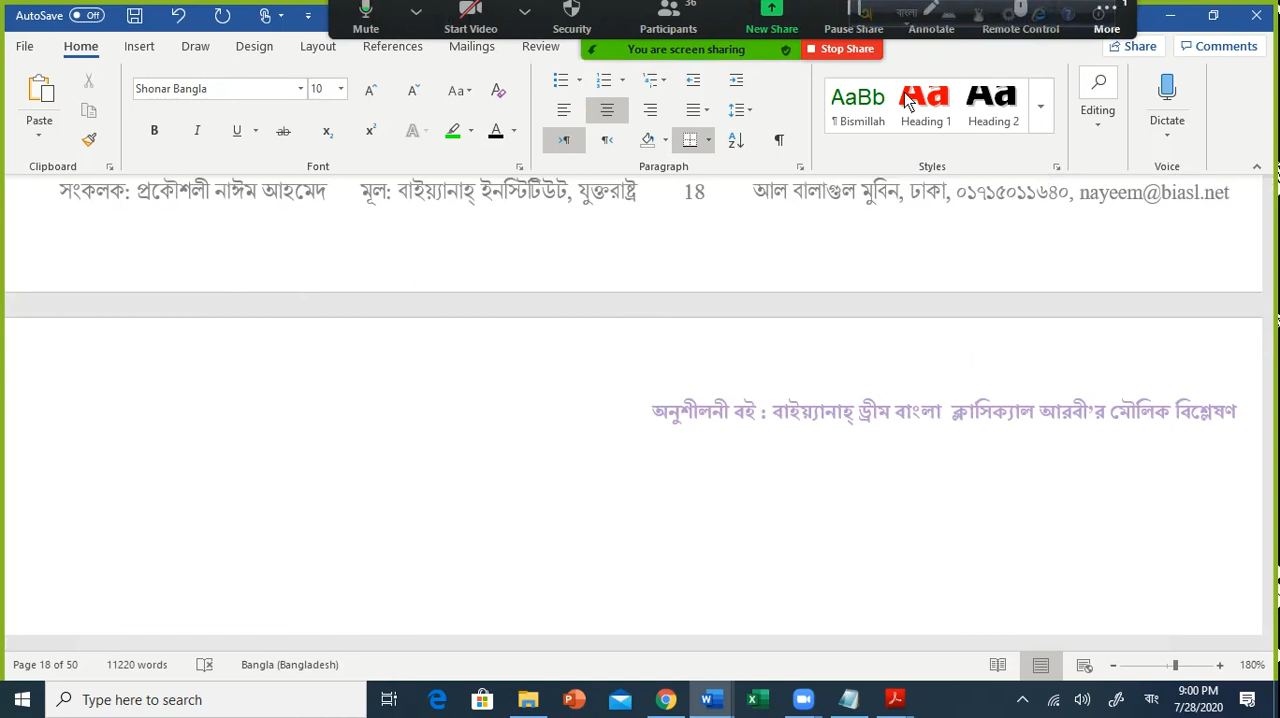 AutoSave Off
36
বাংলা
Mute Start Video Security Participants New Share Pause Share Annotate Remote Control More
You are screen sharing Stop Share
File Home Insert Draw Design Layout References Mailings Review Share Comments
Shonar Bangla 10
Paste
AaBb Aa Aa
¶ Bismillah Heading 1 Heading 2
Editing Dictate
Clipboard Font Paragraph Styles Voice
সংকলক: প্রকৌশলী নাঈম আহমেদ মূল: বাইয়্যানাহ্ ইনস্টিটিউট, যুক্তরাষ্ট্র 18 আল বালাগুল মুবিন, ঢাকা, ০১৭১৫০১১৬৪০, nayeem@biasl.net
অনুশীলনী বই : বাইয়্যানাহ্ ড্রীম বাংলা ক্লাসিক্যাল আরবী’র মৌলিক বিশ্লেষণ
Page 18 of 50 11220 words Bangla (Bangladesh) 180%
Type here to search
বাং
9:00 PM
7/28/2020